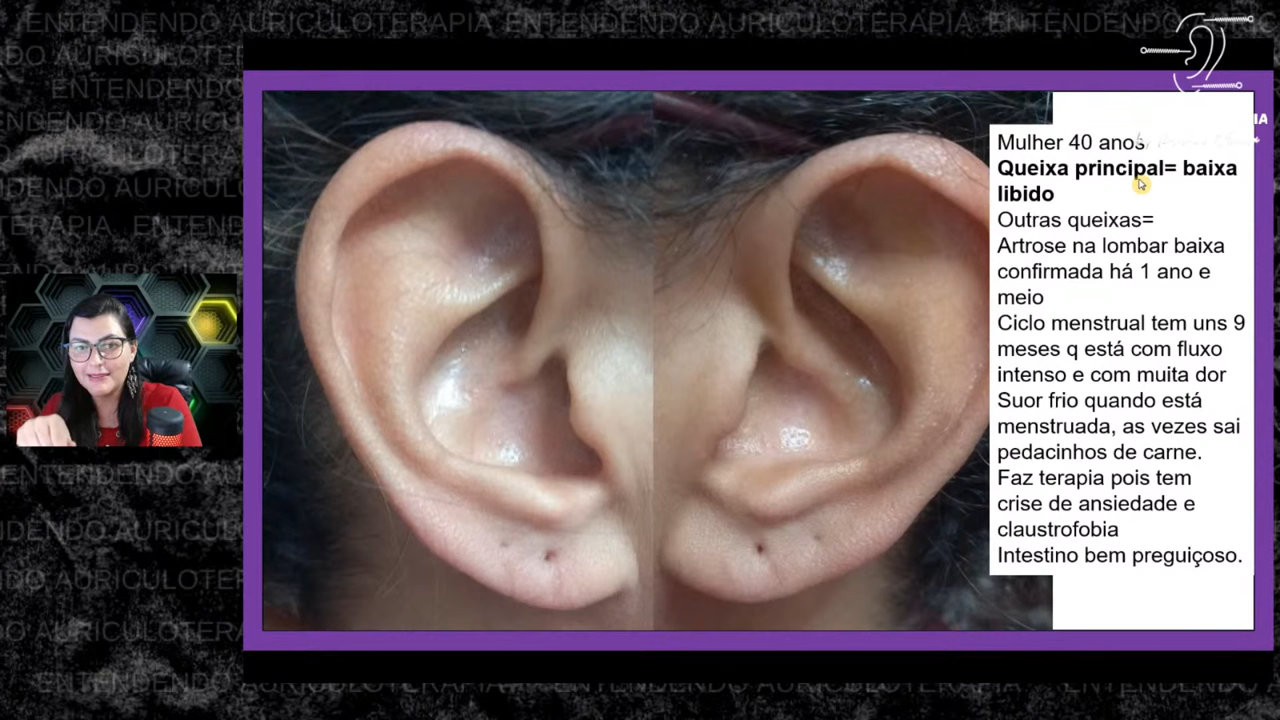 ENTENDENDO AURICULOTERAPIA ENTENDENDO
Mulher 40 anos
Queixa principal= baixa
libido
Outras queixas=
Artrose na lombar baixa
confirmada há 1 ano e
meio
Ciclo menstrual tem uns 9
meses q está com fluxo
intenso e com muita dor
Suor frio quando está
menstruada, as vezes sai
pedacinhos de carne.
Faz terapia pois tem
crise de ansiedade e
claustrofobia
Intestino bem preguiçoso.